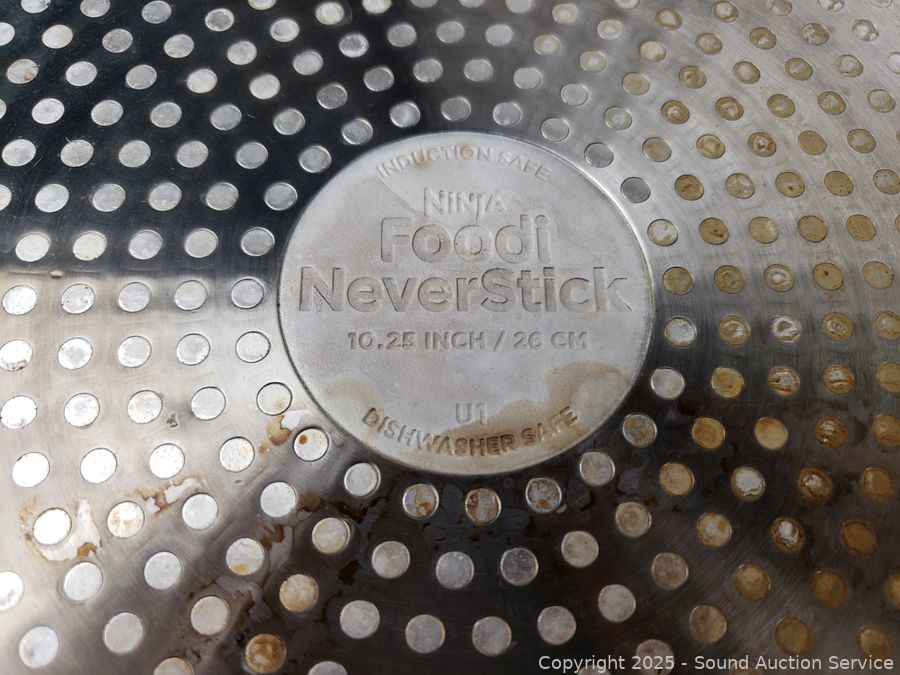 INDUCTION SAFE
NINJA
Foodi
NeverStick
10.25 INCH / 26 CM
U1
DISHWASHER SAFE
Copyright © 2025 - Sound Auction Service